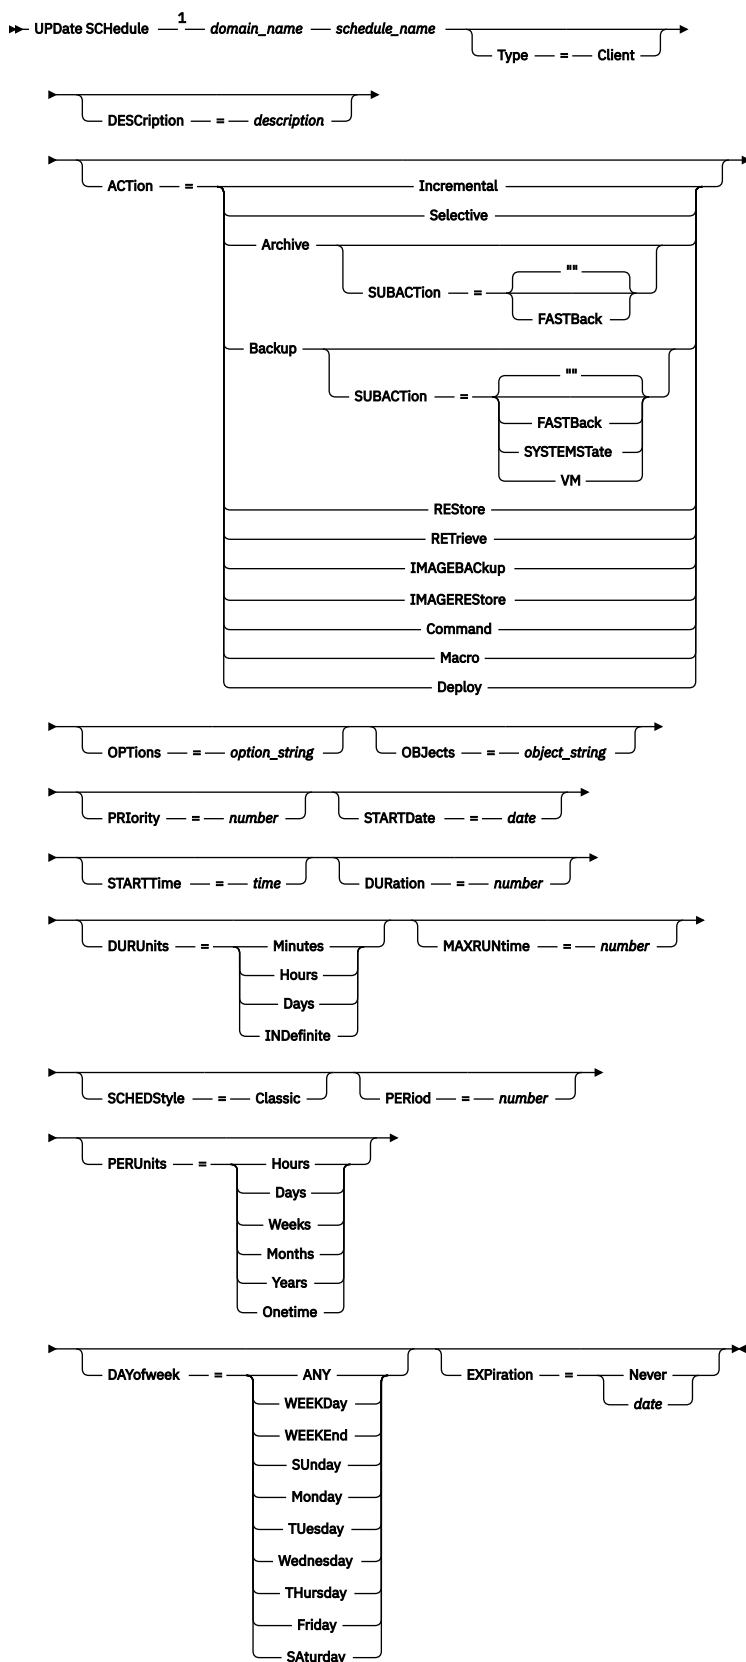 UPDate SCHedule 1 domain_name schedule_name
Type = Client
DESCription = description
ACTion = Incremental
Selective
Archive
""
SUBACTion =
FASTBack
Backup
""
SUBACTion =
FASTBack
SYSTEMSTate
VM
REStore
RETrieve
IMAGEBACkup
IMAGEREStore
Command
Macro
Deploy
OPTions = option_string OBJects = object_string
PRIority = number STARTDate = date
STARTTime = time DURation = number
DURUnits = Minutes MAXRUNtime = number
Hours
Days
INDefinite
SCHEDStyle = Classic PERiod = number
PERUnits = Hours
Days
Weeks
Months
Years
Onetime
DAYofweek = ANY EXPiration = Never
WEEKDay date
WEEKEnd
SUnday
Monday
TUesday
Wednesday
THursday
Friday
SAturday